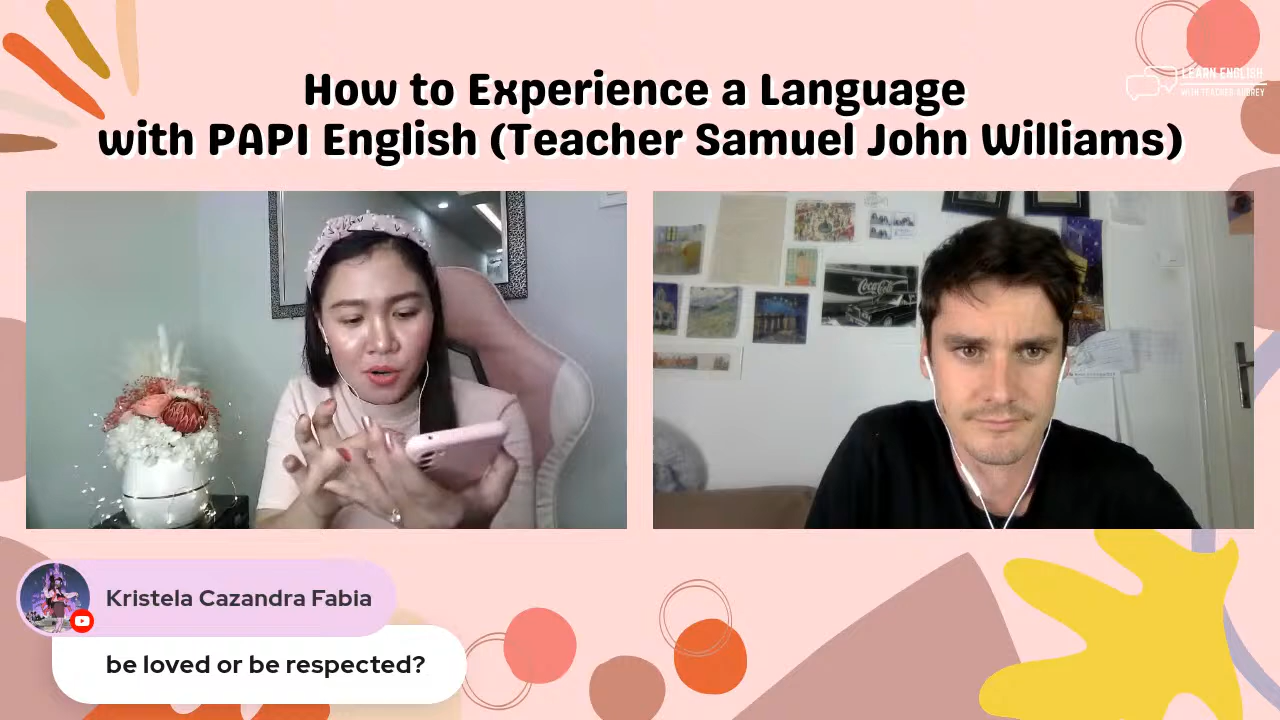 How to Experience a Language
with PAPI English (Teacher Samuel John Williams)
LEARN ENGLISH
WITH TEACHER AUBREY
Coca-Cola
Kristela Cazandra Fabia
be loved or be respected?